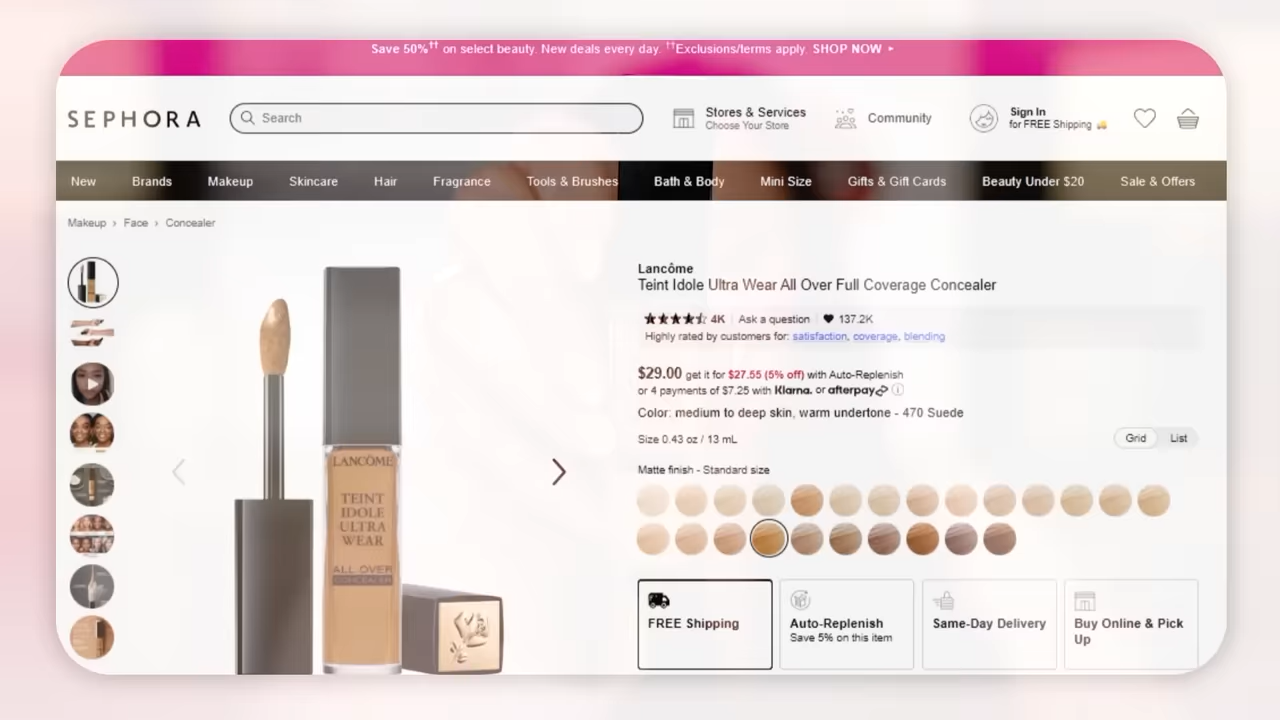 Save 50%†† on select beauty. New deals every day. ††Exclusions/terms apply. SHOP NOW ▸
SEPHORA
Search
Stores & Services
Choose Your Store
Community
Sign In
for FREE Shipping 🚚
New Brands Makeup Skincare Hair Fragrance Tools & Brushes Bath & Body Mini Size Gifts & Gift Cards Beauty Under $20 Sale & Offers
Makeup › Face › Concealer
LANCÔME
TEINT
IDOLE
ULTRA
WEAR
ALL OVER
CONCEALER
Lancôme
Teint Idole Ultra Wear All Over Full Coverage Concealer
4K Ask a question 137.2K
Highly rated by customers for: satisfaction, coverage, blending
$29.00 get it for $27.55 (5% off) with Auto-Replenish
or 4 payments of $7.25 with Klarna. or afterpay
Color: medium to deep skin, warm undertone - 470 Suede
Size 0.43 oz / 13 mL
Grid List
Matte finish - Standard size
FREE Shipping
Auto-Replenish
Save 5% on this item
Same-Day Delivery
Buy Online & Pick
Up